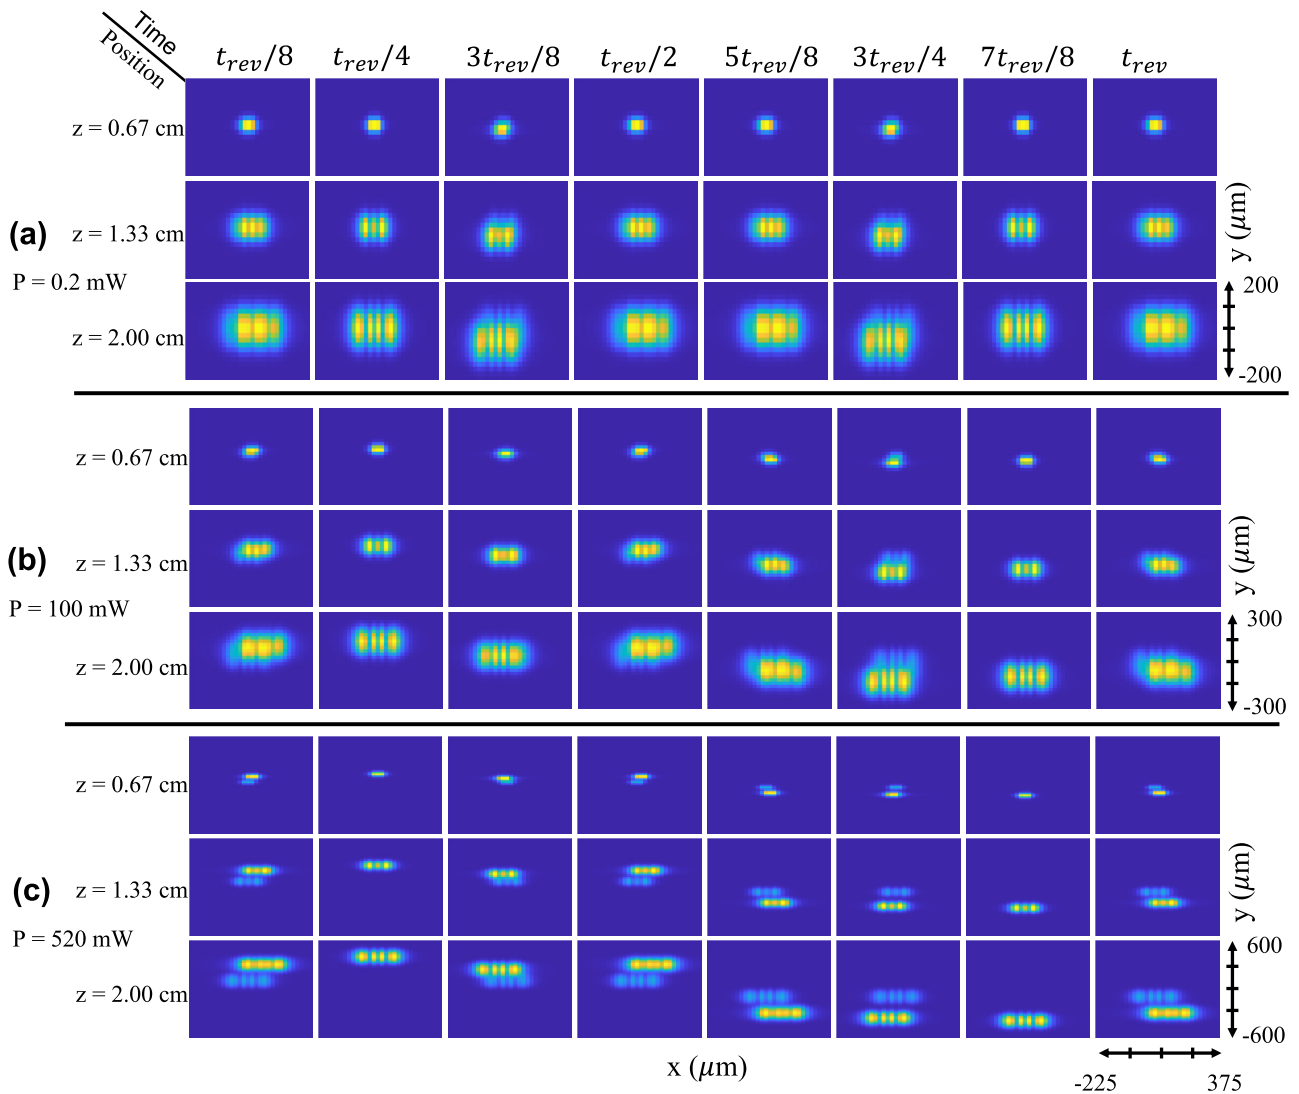 Time
Position
t_rev/8 t_rev/4 3t_rev/8 t_rev/2 5t_rev/8 3t_rev/4 7t_rev/8 t_rev
z = 0.67 cm
(a)
z = 1.33 cm
P = 0.2 mW
z = 2.00 cm
y (μm)
200
-200
z = 0.67 cm
(b)
z = 1.33 cm
P = 100 mW
z = 2.00 cm
y (μm)
300
-300
z = 0.67 cm
(c)
z = 1.33 cm
P = 520 mW
z = 2.00 cm
y (μm)
600
-600
x (μm)
-225 375